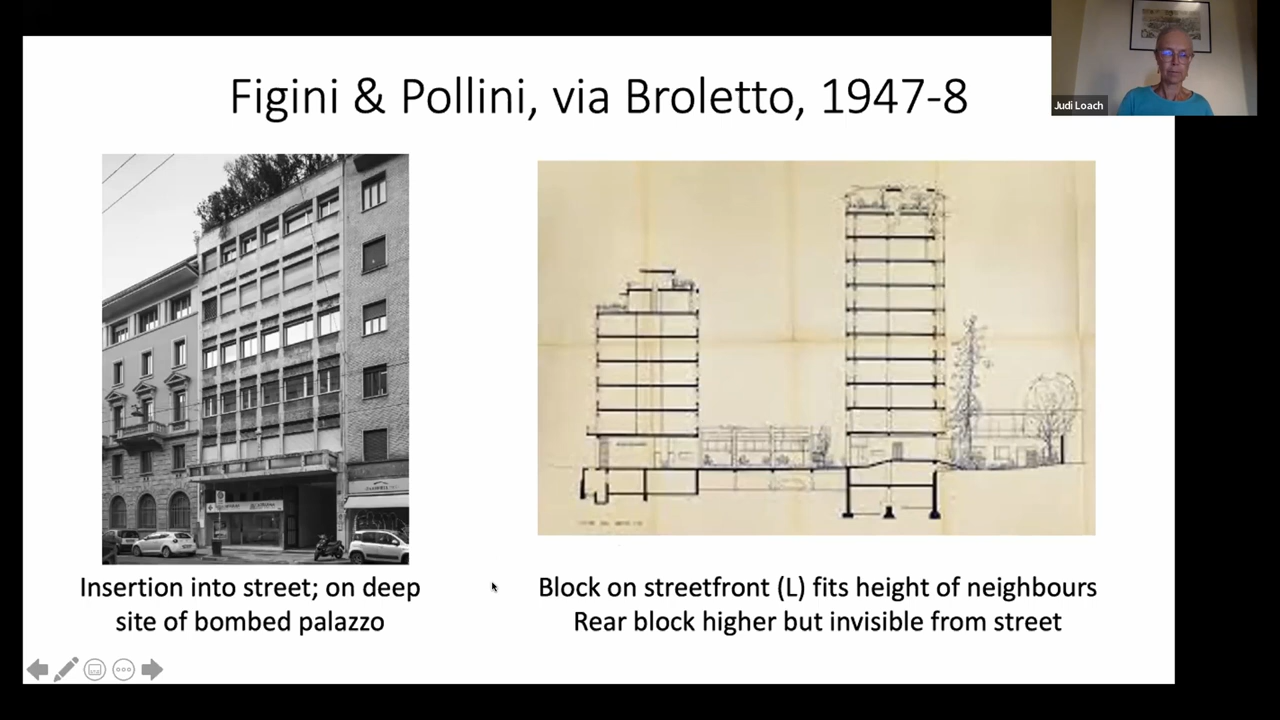 Figini & Pollini, via Broletto, 1947-8
Judi Loach
Insertion into street; on deep
site of bombed palazzo
Block on streetfront (L) fits height of neighbours
Rear block higher but invisible from street